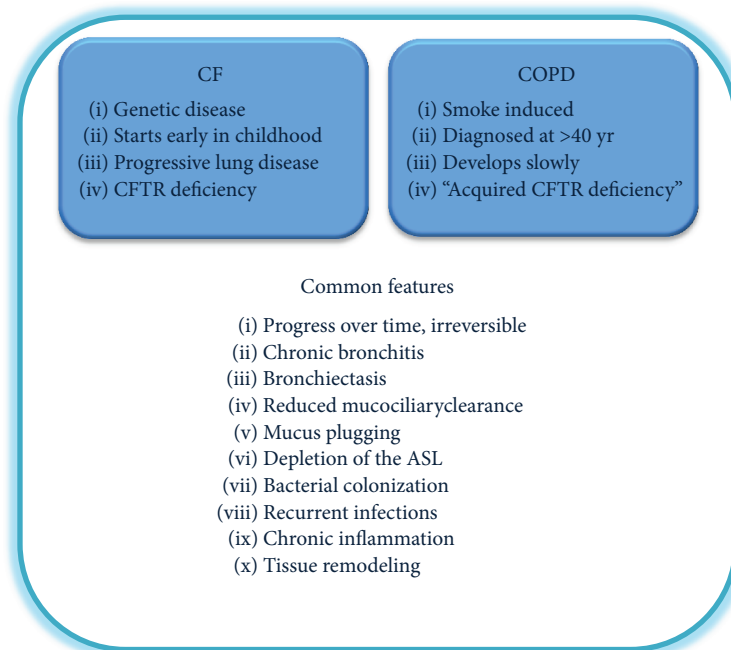 CF
(i) Genetic disease
(ii) Starts early in childhood
(iii) Progressive lung disease
(iv) CFTR deficiency
COPD
(i) Smoke induced
(ii) Diagnosed at >40 yr
(iii) Develops slowly
(iv) “Acquired CFTR deficiency”
Common features
(i) Progress over time, irreversible
(ii) Chronic bronchitis
(iii) Bronchiectasis
(iv) Reduced mucociliaryclearance
(v) Mucus plugging
(vi) Depletion of the ASL
(vii) Bacterial colonization
(viii) Recurrent infections
(ix) Chronic inflammation
(x) Tissue remodeling